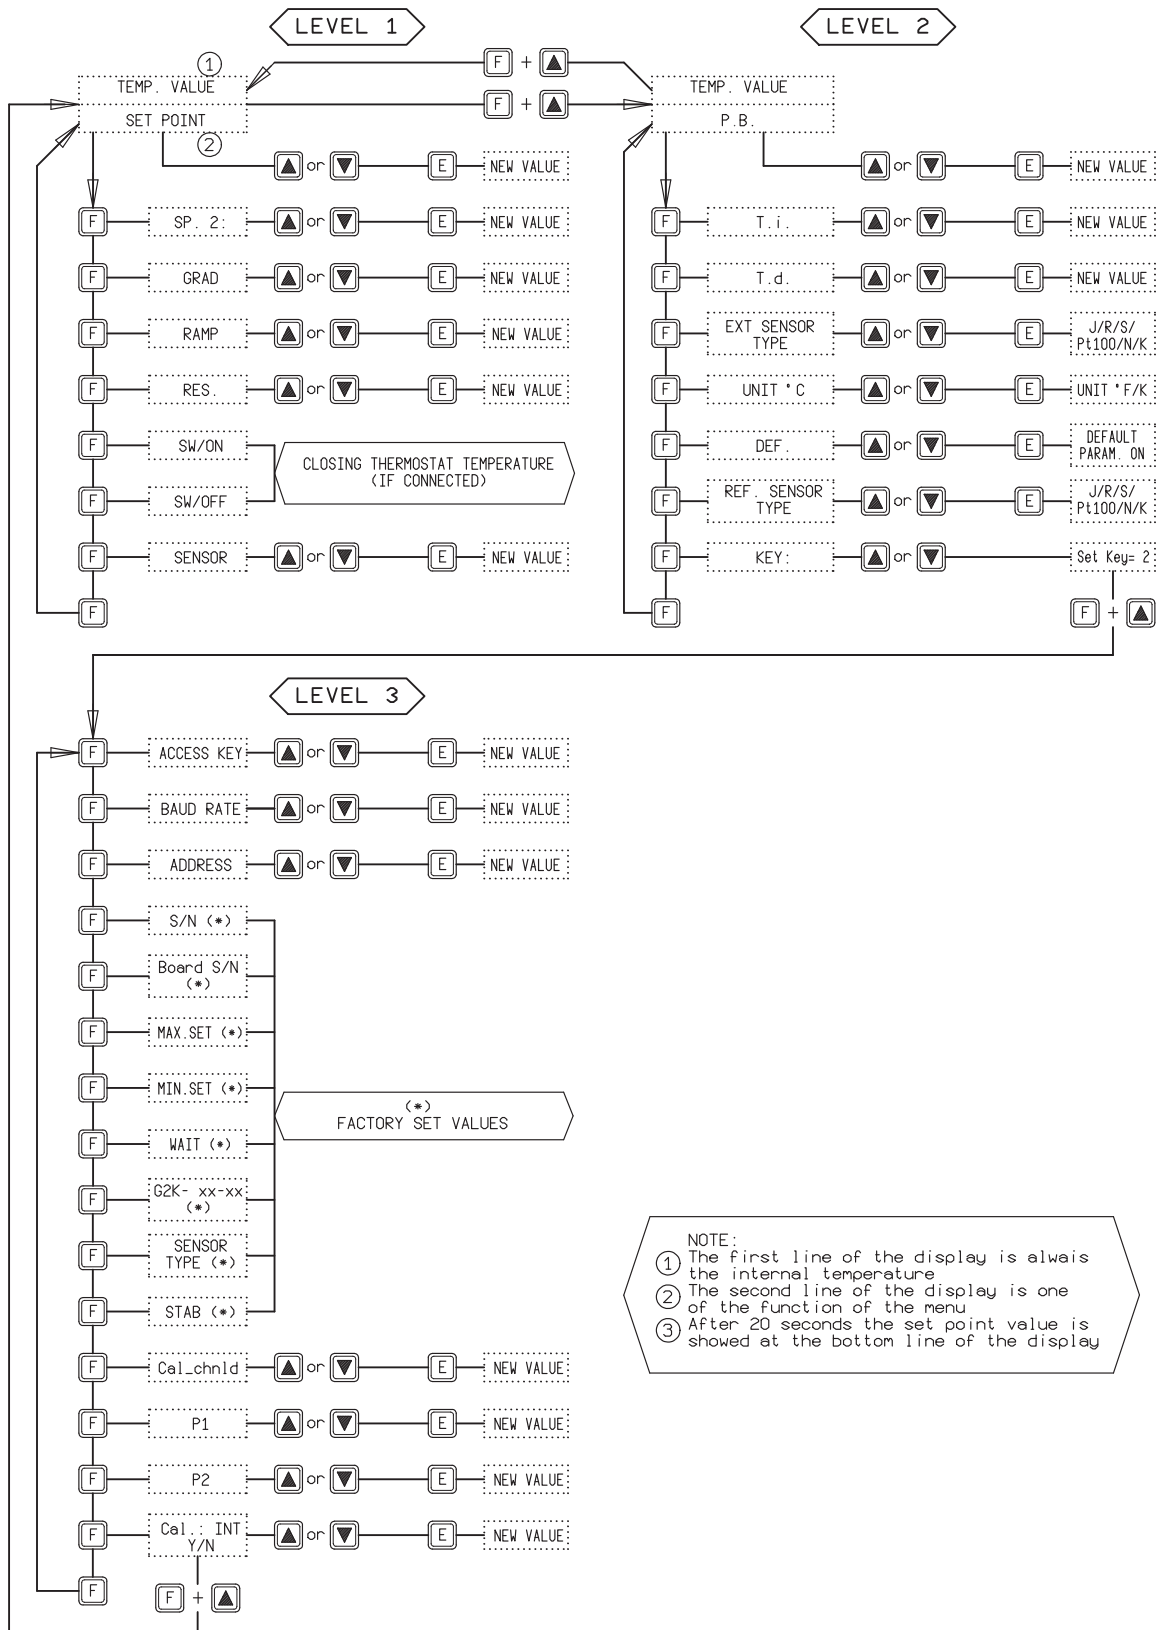 LEVEL 1
LEVEL 2
1
F + ▲
TEMP. VALUE
TEMP. VALUE
F + ▲
SET POINT
P.B.
2
▲ or ▼ E NEW VALUE
▲ or ▼ E NEW VALUE
F SP. 2: ▲ or ▼ E NEW VALUE
F T.i. ▲ or ▼ E NEW VALUE
F GRAD ▲ or ▼ E NEW VALUE
F T.d. ▲ or ▼ E NEW VALUE
F RAMP ▲ or ▼ E NEW VALUE
F EXT SENSOR
TYPE ▲ or ▼ E J/R/S/
Pt100/N/K
F RES. ▲ or ▼ E NEW VALUE
F UNIT °C ▲ or ▼ E UNIT °F/K
F SW/ON
F DEF. ▲ or ▼ E DEFAULT
PARAM. ON
CLOSING THERMOSTAT TEMPERATURE
(IF CONNECTED)
F SW/OFF
F REF. SENSOR
TYPE ▲ or ▼ E J/R/S/
Pt100/N/K
F SENSOR ▲ or ▼ E NEW VALUE
F KEY: ▲ or ▼ Set Key= 2
F
F
F + ▲
LEVEL 3
F ACCESS KEY ▲ or ▼ E NEW VALUE
F BAUD RATE ▲ or ▼ E NEW VALUE
F ADDRESS ▲ or ▼ E NEW VALUE
F S/N (*)
F Board S/N
(*)
F MAX.SET (*)
F MIN.SET (*)
(*)
FACTORY SET VALUES
F WAIT (*)
F G2K- xx-xx
(*)
F SENSOR
TYPE (*)
F STAB (*)
NOTE:
1 The first line of the display is alwais
the internal temperature
2 The second line of the display is one
of the function of the menu
3 After 20 seconds the set point value is
showed at the bottom line of the display
F Cal_chnld ▲ or ▼ E NEW VALUE
F P1 ▲ or ▼ E NEW VALUE
F P2 ▲ or ▼ E NEW VALUE
F Cal.: INT
Y/N ▲ or ▼ E NEW VALUE
F
F + ▲